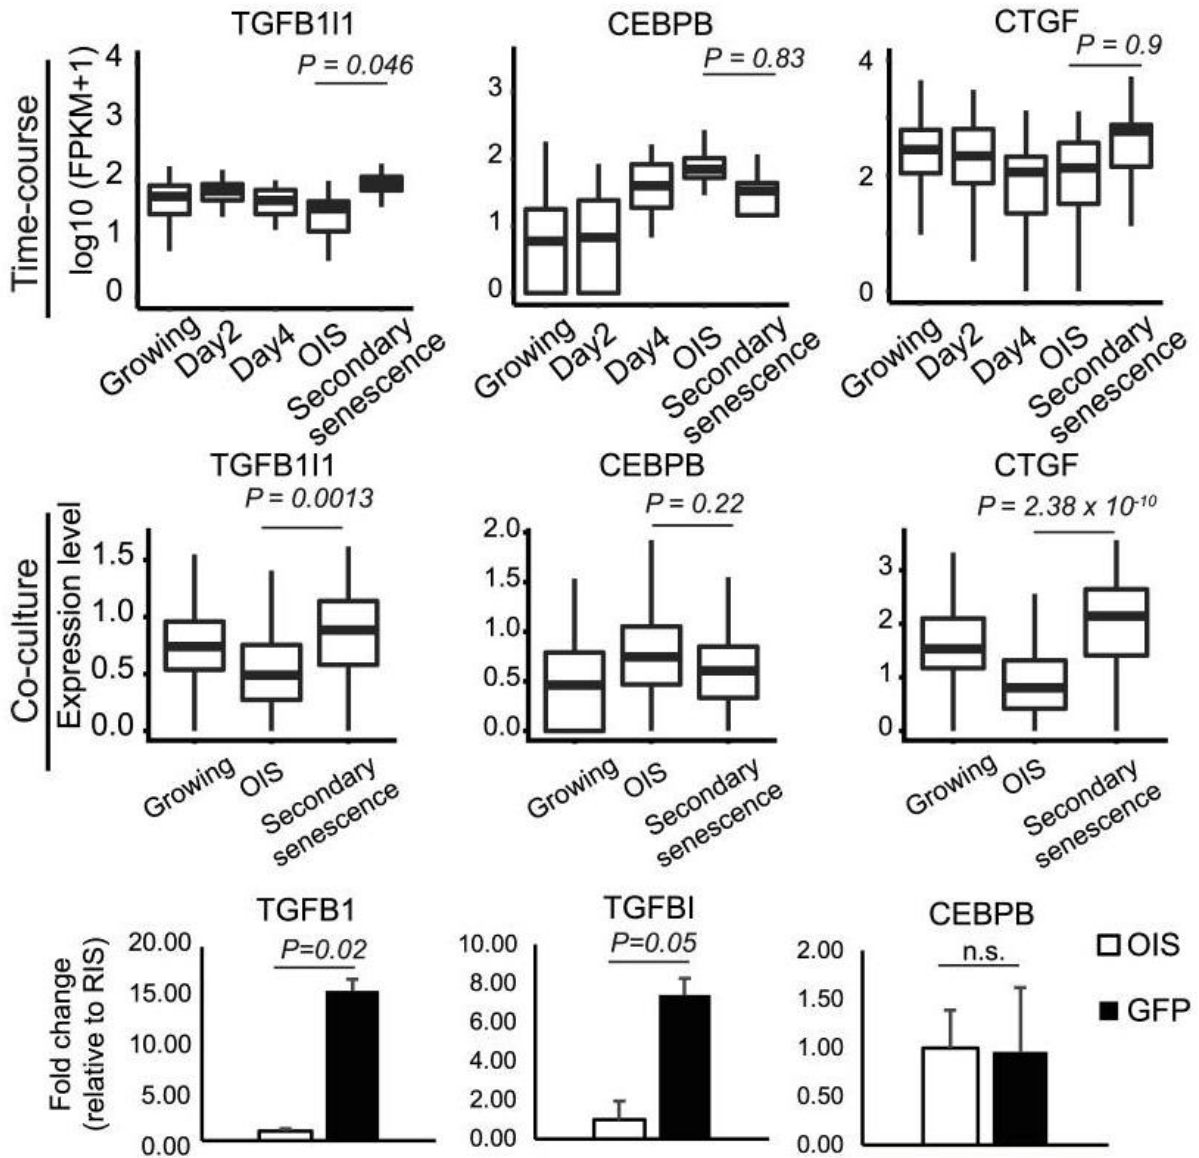 TGFB1I1
CEBPB
CTGF
P = 0.046
P = 0.83
P = 0.9
Time-course
log10 (FPKM+1)
4
3
2
1
0
3
2
1
0
4
2
0
Growing
Day2
Day4
OIS
Secondary
senescence
Growing
Day2
Day4
OIS
Secondary
senescence
Growing
Day2
Day4
OIS
Secondary
senescence
TGFB1I1
CEBPB
CTGF
P = 0.0013
P = 0.22
P = 2.38 x 10⁻¹⁰
Co-culture
Expression level
1.5
1.0
0.5
0.0
2.0
1.5
1.0
0.5
0.0
3
2
1
0
Growing
OIS
Secondary
senescence
Growing
OIS
Secondary
senescence
Growing
OIS
Secondary
senescence
TGFB1
TGFBI
CEBPB
P=0.02
P=0.05
n.s.
Fold change
(relative to RIS)
20.00
15.00
10.00
5.00
0.00
10.00
8.00
6.00
4.00
2.00
0.00
2.00
1.50
1.00
0.50
0.00
OIS
GFP